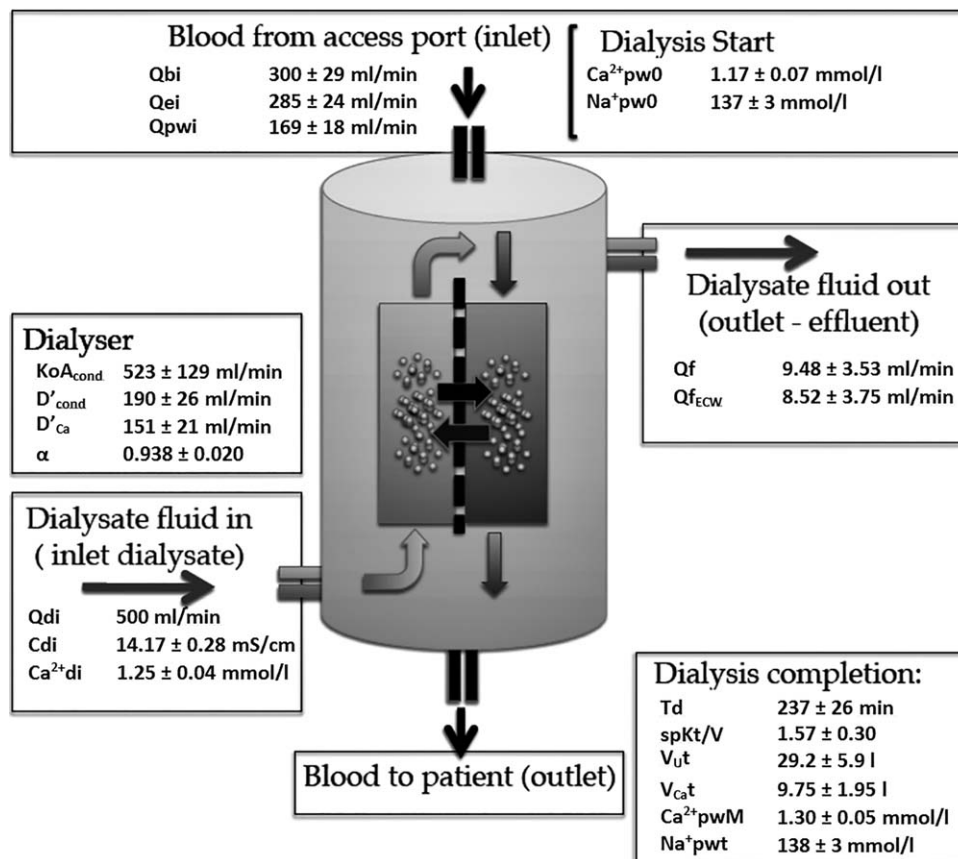 Blood from access port (inlet)
Qbi 300 ± 29 ml/min
Qei 285 ± 24 ml/min
Qpwi 169 ± 18 ml/min
Dialysis Start
Ca²⁺pw0 1.17 ± 0.07 mmol/l
Na⁺pw0 137 ± 3 mmol/l
Dialysate fluid out
(outlet - effluent)
Qf 9.48 ± 3.53 ml/min
Qf_ECW 8.52 ± 3.75 ml/min
Dialyser
KoA_cond 523 ± 129 ml/min
D'_cond 190 ± 26 ml/min
D'_Ca 151 ± 21 ml/min
α 0.938 ± 0.020
Dialysate fluid in
( inlet dialysate)
Qdi 500 ml/min
Cdi 14.17 ± 0.28 mS/cm
Ca²⁺di 1.25 ± 0.04 mmol/l
Dialysis completion:
Td 237 ± 26 min
spKt/V 1.57 ± 0.30
V_Ut 29.2 ± 5.9 l
V_Cat 9.75 ± 1.95 l
Ca²⁺pwM 1.30 ± 0.05 mmol/l
Na⁺pwt 138 ± 3 mmol/l
Blood to patient (outlet)